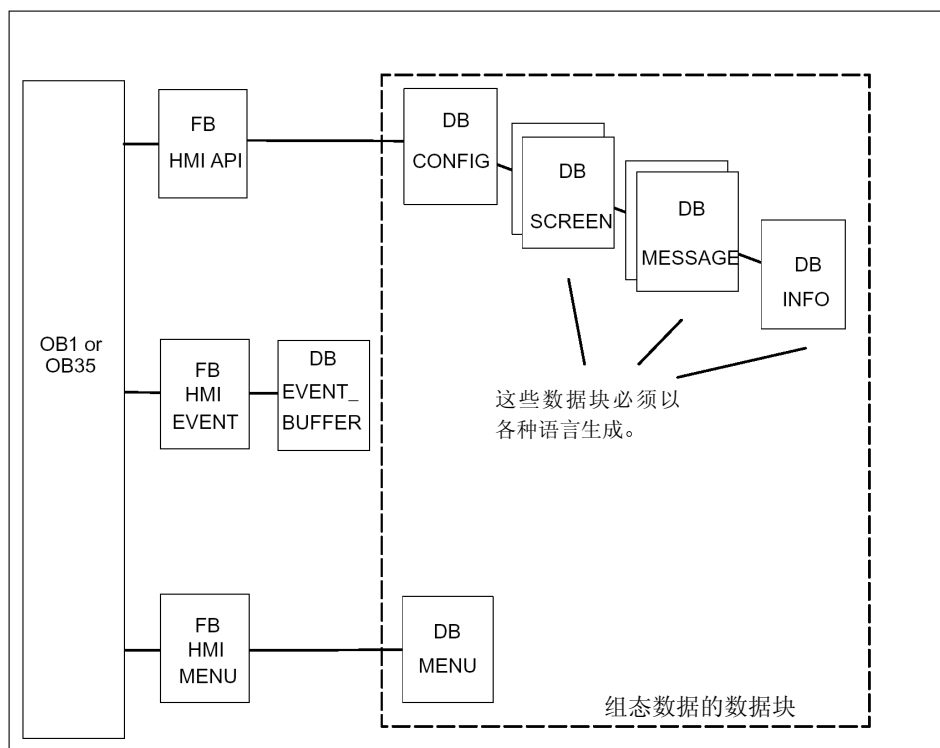 FB
HMI API
DB
CONFIG
DB
SCREEN
DB
MESSAGE
DB
INFO
OB1 or
OB35
FB
HMI
EVENT
DB
EVENT_
BUFFER
这些数据块必须以
各种语言生成。
FB
HMI
MENU
DB
MENU
组态数据的数据块